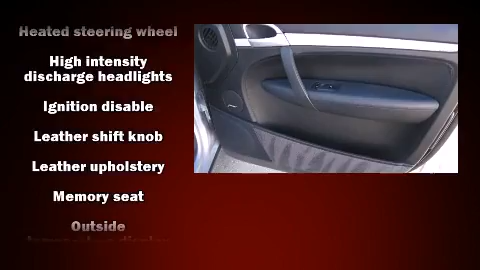 Heated steering wheel
High intensity
discharge headlights
Ignition disable
Leather shift knob
Leather upholstery
Memory seat
Outside